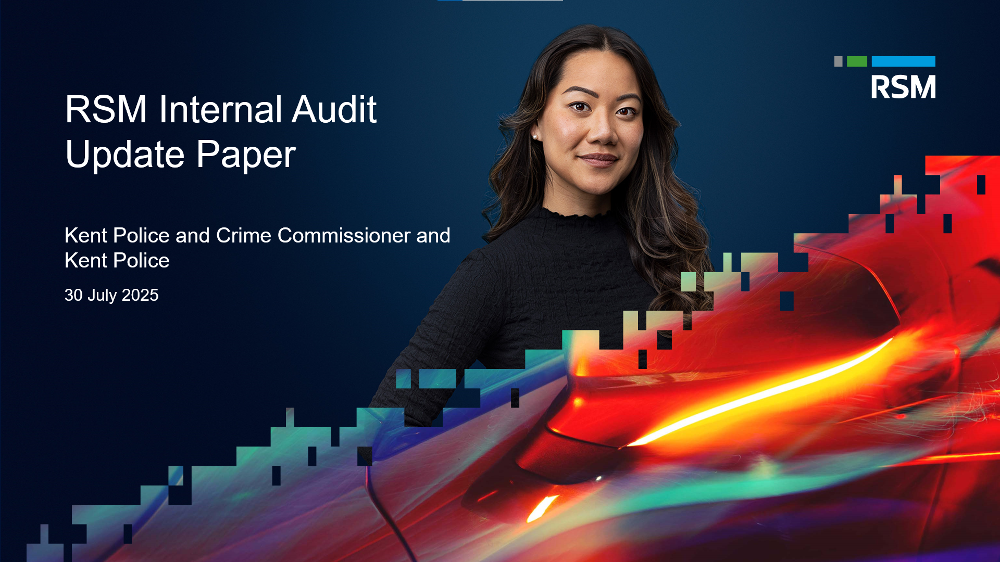 RSM
RSM Internal Audit
Update Paper
Kent Police and Crime Commissioner and
Kent Police
30 July 2025